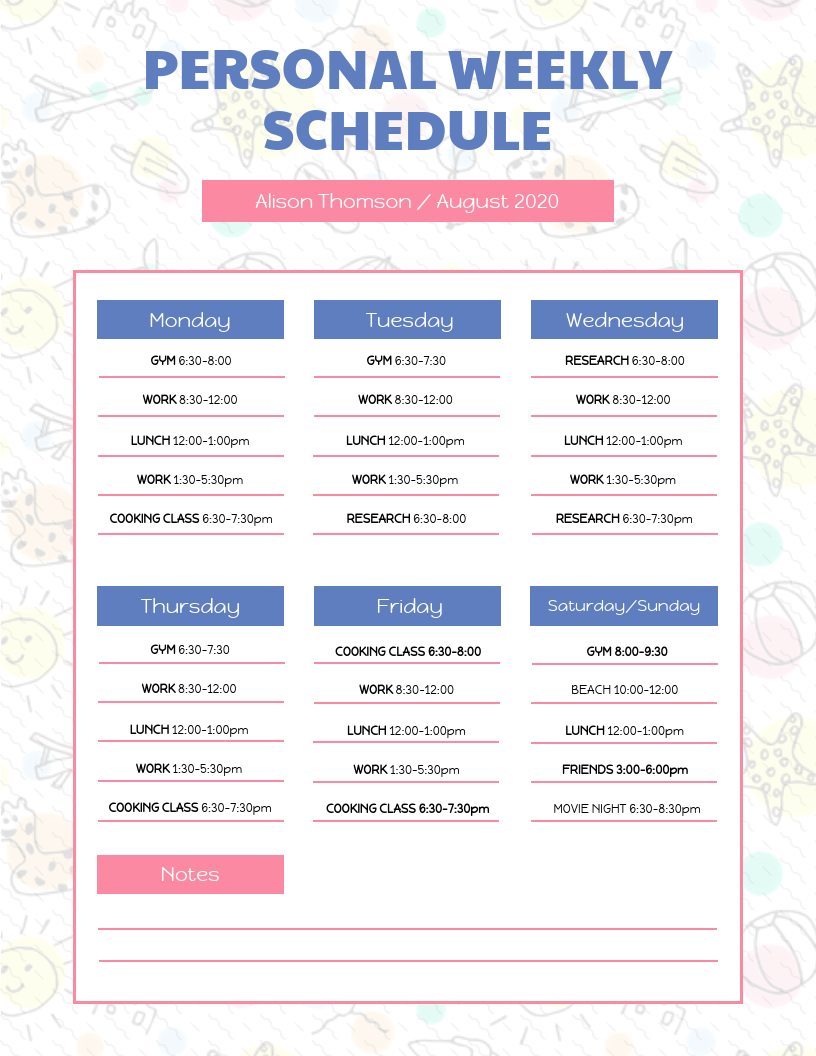 PERSONAL WEEKLY
SCHEDULE
Alison Thomson / August 2020
Monday
GYM 6:30-8:00
WORK 8:30-12:00
LUNCH 12:00-1:00pm
WORK 1:30-5:30pm
COOKING CLASS 6:30-7:30pm
Tuesday
GYM 6:30-7:30
WORK 8:30-12:00
LUNCH 12:00-1:00pm
WORK 1:30-5:30pm
RESEARCH 6:30-8:00
Wednesday
RESEARCH 6:30-8:00
WORK 8:30-12:00
LUNCH 12:00-1:00pm
WORK 1:30-5:30pm
RESEARCH 6:30-7:30pm
Thursday
GYM 6:30-7:30
WORK 8:30-12:00
LUNCH 12:00-1:00pm
WORK 1:30-5:30pm
COOKING CLASS 6:30-7:30pm
Friday
COOKING CLASS 6:30-8:00
WORK 8:30-12:00
LUNCH 12:00-1:00pm
WORK 1:30-5:30pm
COOKING CLASS 6:30-7:30pm
Saturday/Sunday
GYM 8:00-9:30
BEACH 10:00-12:00
LUNCH 12:00-1:00pm
FRIENDS 3:00-6:00pm
MOVIE NIGHT 6:30-8:30pm
Notes